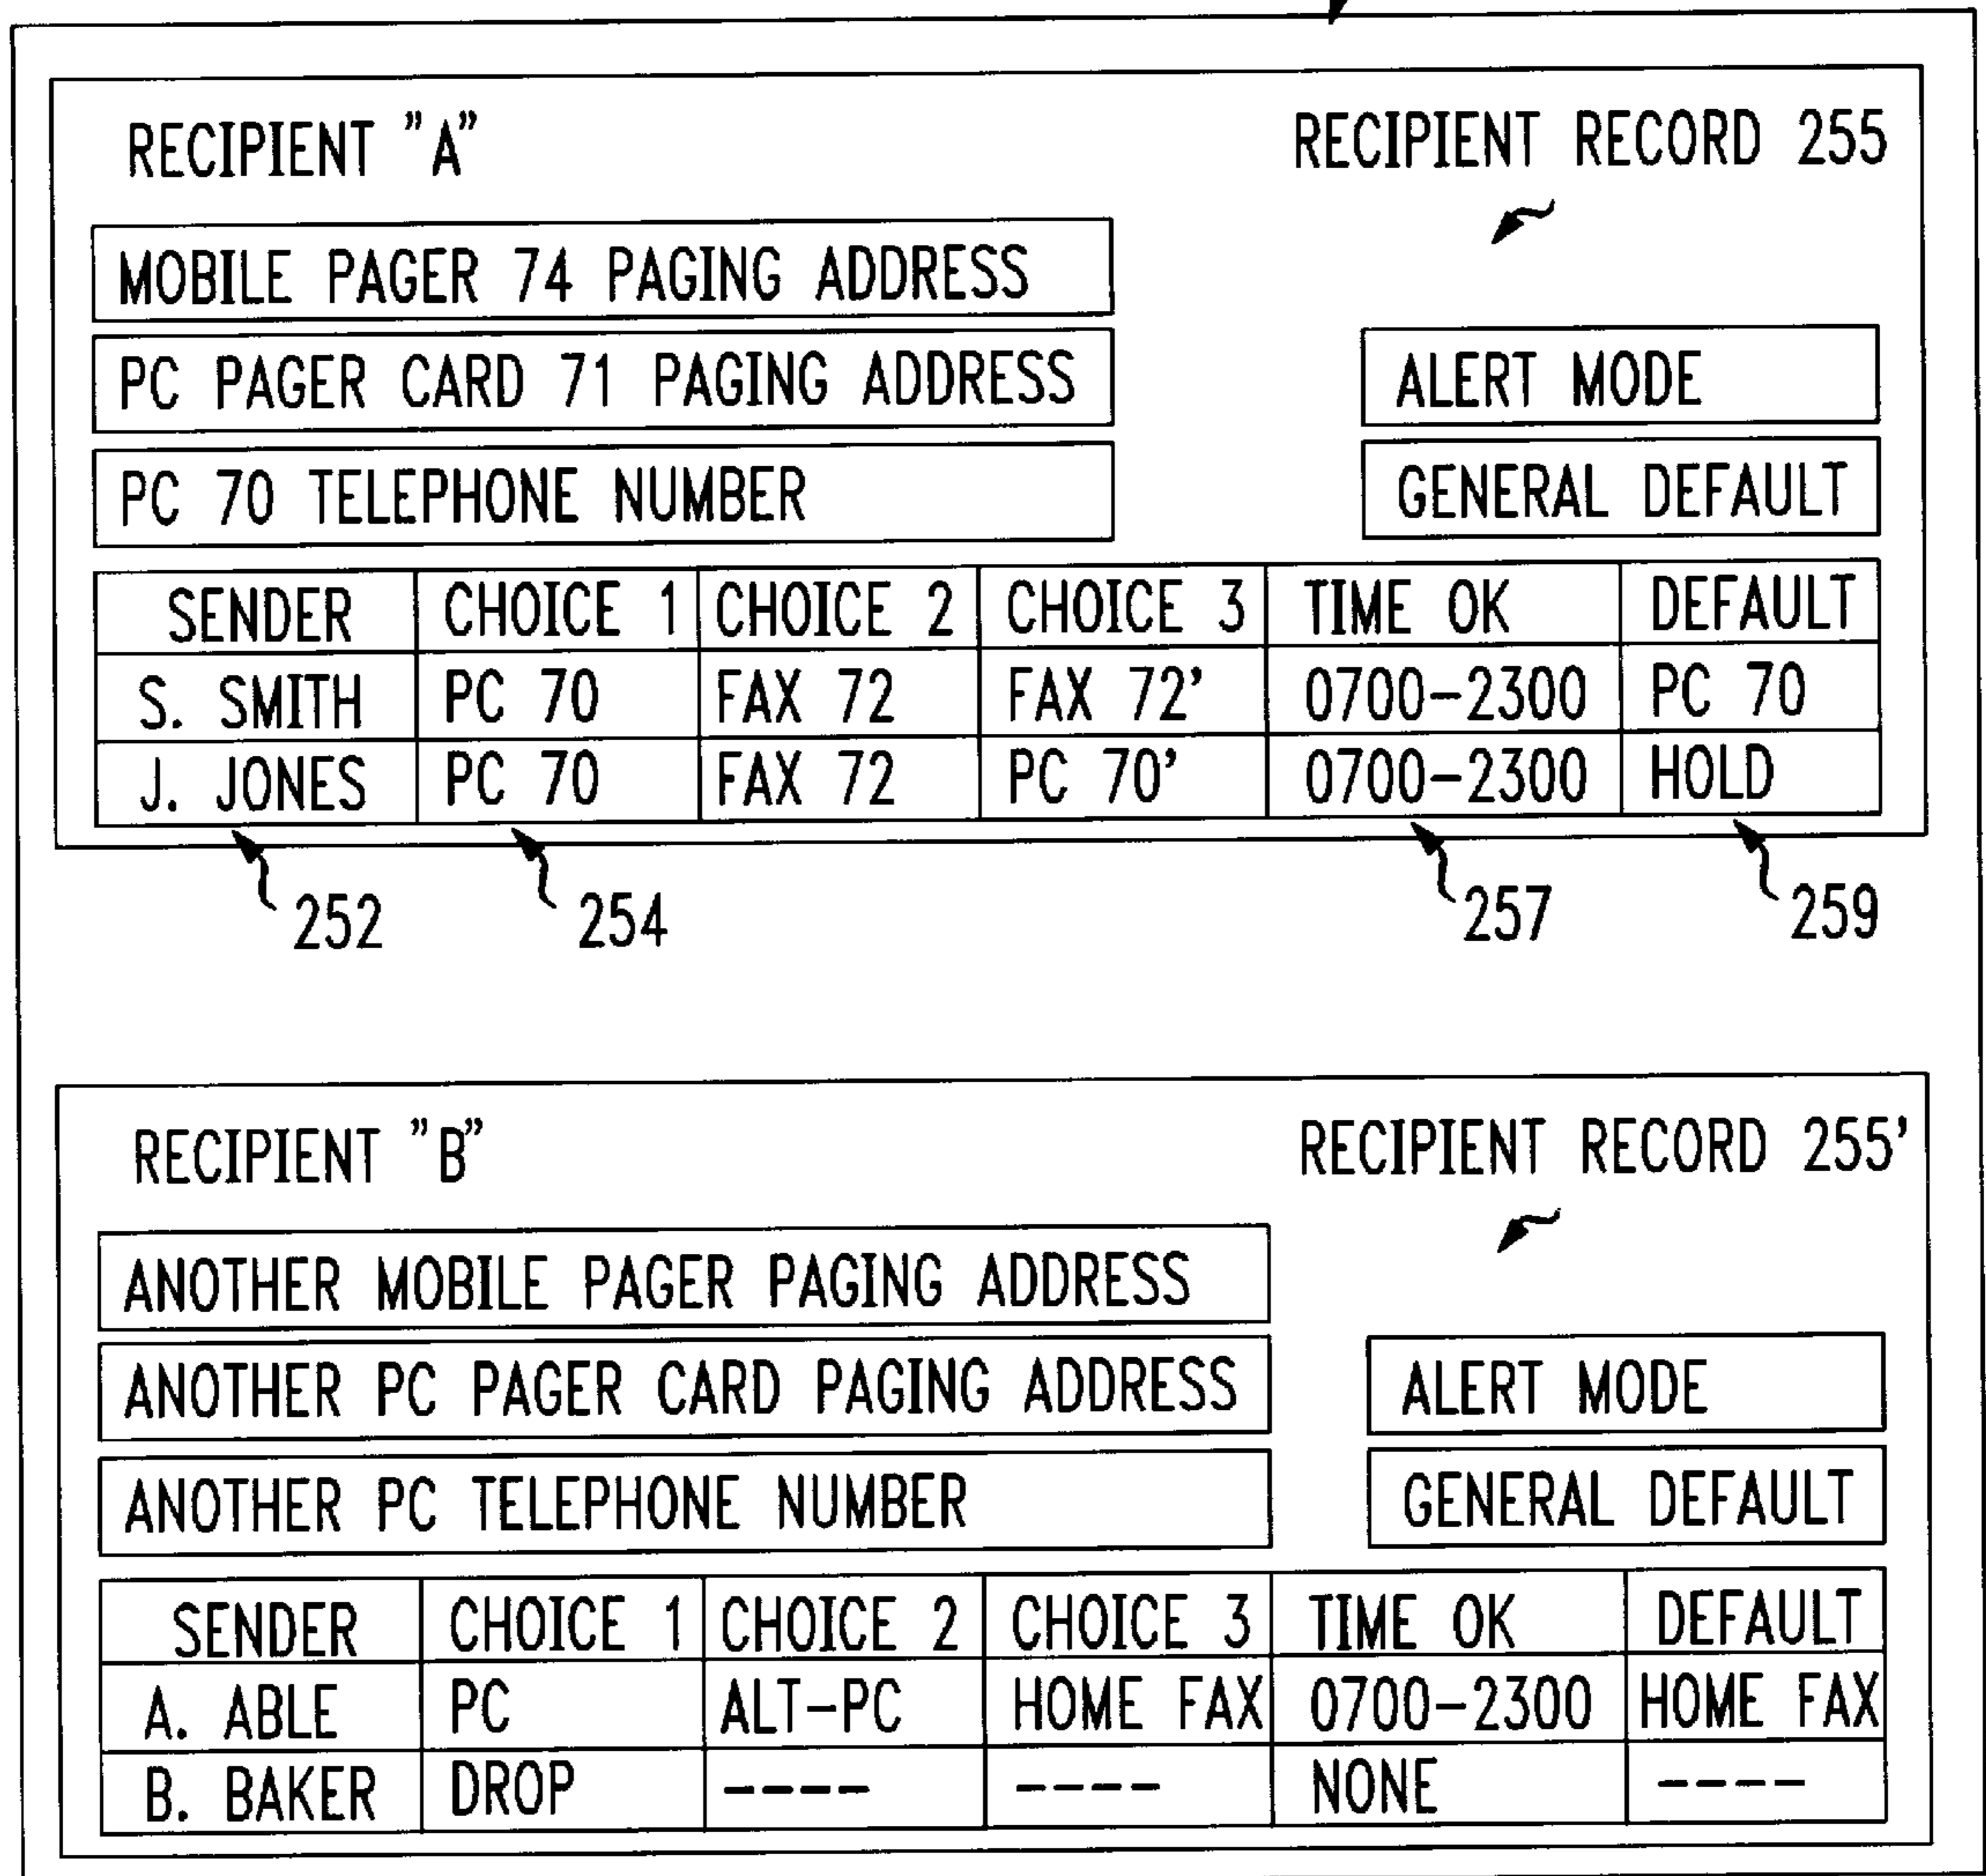 RECIPIENT "A" RECIPIENT RECORD 255
MOBILE PAGER 74 PAGING ADDRESS
PC PAGER CARD 71 PAGING ADDRESS ALERT MODE
PC 70 TELEPHONE NUMBER GENERAL DEFAULT
SENDER CHOICE 1 CHOICE 2 CHOICE 3 TIME OK DEFAULT
S. SMITH PC 70 FAX 72 FAX 72' 0700-2300 PC 70
J. JONES PC 70 FAX 72 PC 70' 0700-2300 HOLD
252 254 257 259
RECIPIENT "B" RECIPIENT RECORD 255'
ANOTHER MOBILE PAGER PAGING ADDRESS
ANOTHER PC PAGER CARD PAGING ADDRESS ALERT MODE
ANOTHER PC TELEPHONE NUMBER GENERAL DEFAULT
SENDER CHOICE 1 CHOICE 2 CHOICE 3 TIME OK DEFAULT
A. ABLE PC ALT-PC HOME FAX 0700-2300 HOME FAX
B. BAKER DROP ---- ---- NONE ----